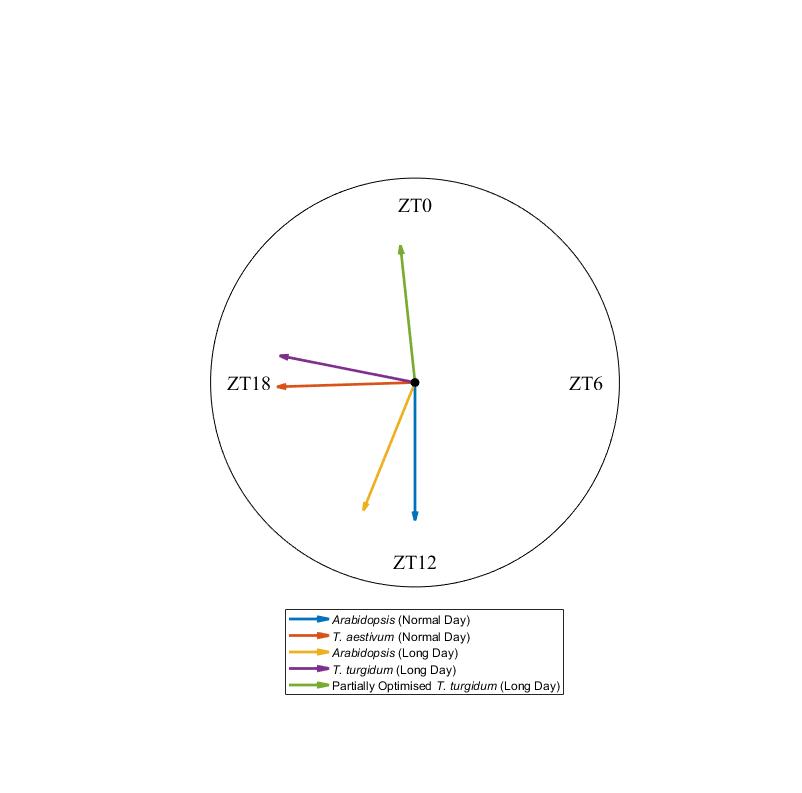 ZT0
ZT18
ZT6
ZT12
Arabidopsis (Normal Day)
T. aestivum (Normal Day)
Arabidopsis (Long Day)
T. turgidum (Long Day)
Partially Optimised T. turgidum (Long Day)